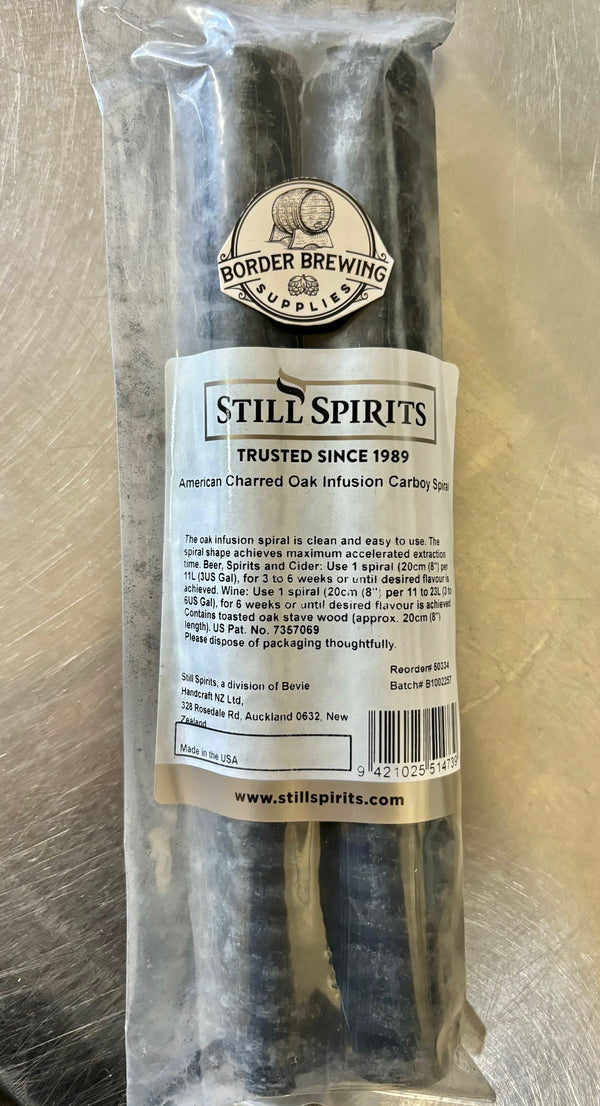 BORDER BREWING
SUPPLIES
STILL SPIRITS
TRUSTED SINCE 1989
American Charred Oak Infusion Carboy Spiral
The oak infusion spiral is clean and easy to use. The
spiral shape achieves maximum accelerated extraction
time. Beer, Spirits and Cider: Use 1 spiral (20cm (8") per
11L (3US Gal), for 3 to 6 weeks or until desired flavour is
achieved. Wine: Use 1 spiral (20cm (8") per 11 to 23L (3 to
6US Gal), for 6 weeks or until desired flavour is achieved
Contains toasted oak stave wood (approx. 20cm (8")
length). US Pat. No. 7357069
Please dispose of packaging thoughtfully.
Reorder# 50334
Batch# B1002257
Still Spirits, a division of Bevie
Handcraft NZ Ltd,
328 Rosedale Rd, Auckland 0632, New
Zealand
Made in the USA
9 421025 514739
www.stillspirits.com